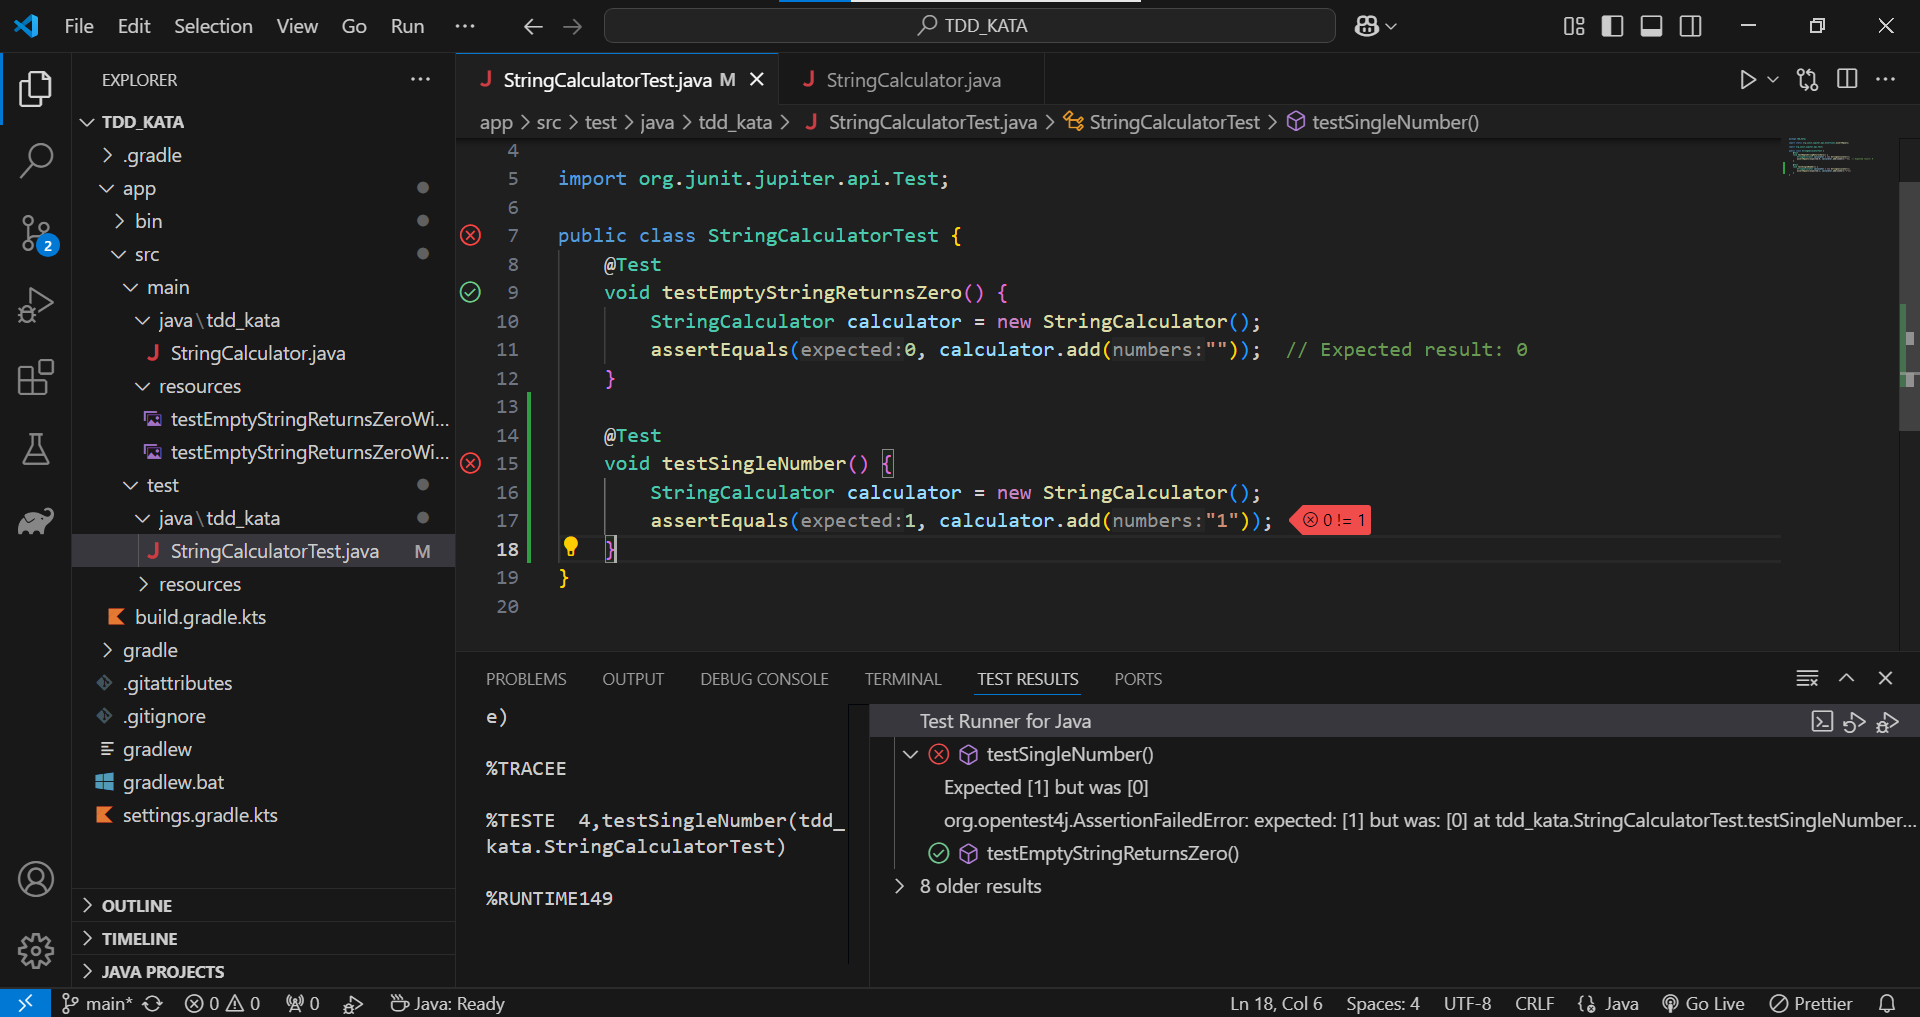 File Edit Selection View Go Run ··· TDD_KATA
EXPLORER
TDD_KATA
.gradle
app
bin
src
main
java\tdd_kata
StringCalculator.java
resources
testEmptyStringReturnsZeroWi...
testEmptyStringReturnsZeroWi...
test
java\tdd_kata
StringCalculatorTest.java M
resources
build.gradle.kts
gradle
.gitattributes
.gitignore
gradlew
gradlew.bat
settings.gradle.kts
OUTLINE
TIMELINE
JAVA PROJECTS
2
StringCalculatorTest.java M StringCalculator.java
app > src > test > java > tdd_kata > StringCalculatorTest.java > StringCalculatorTest > testSingleNumber()
4
5 import org.junit.jupiter.api.Test;
6
7 public class StringCalculatorTest {
8 @Test
9 void testEmptyStringReturnsZero() {
10 StringCalculator calculator = new StringCalculator();
11 assertEquals(expected:0, calculator.add(numbers:"")); // Expected result: 0
12 }
13
14 @Test
15 void testSingleNumber() {
16 StringCalculator calculator = new StringCalculator();
17 assertEquals(expected:1, calculator.add(numbers:"1")); 0 != 1
18 }
19 }
20
PROBLEMS OUTPUT DEBUG CONSOLE TERMINAL TEST RESULTS PORTS
e)
%TRACEE
%TESTE 4,testSingleNumber(tdd_
kata.StringCalculatorTest)
%RUNTIME149
Test Runner for Java
testSingleNumber()
Expected [1] but was [0]
org.opentest4j.AssertionFailedError: expected: [1] but was: [0] at tdd_kata.StringCalculatorTest.testSingleNumber...
testEmptyStringReturnsZero()
8 older results
main* 0 0 0 Java: Ready Ln 18, Col 6 Spaces: 4 UTF-8 CRLF Java Go Live Prettier